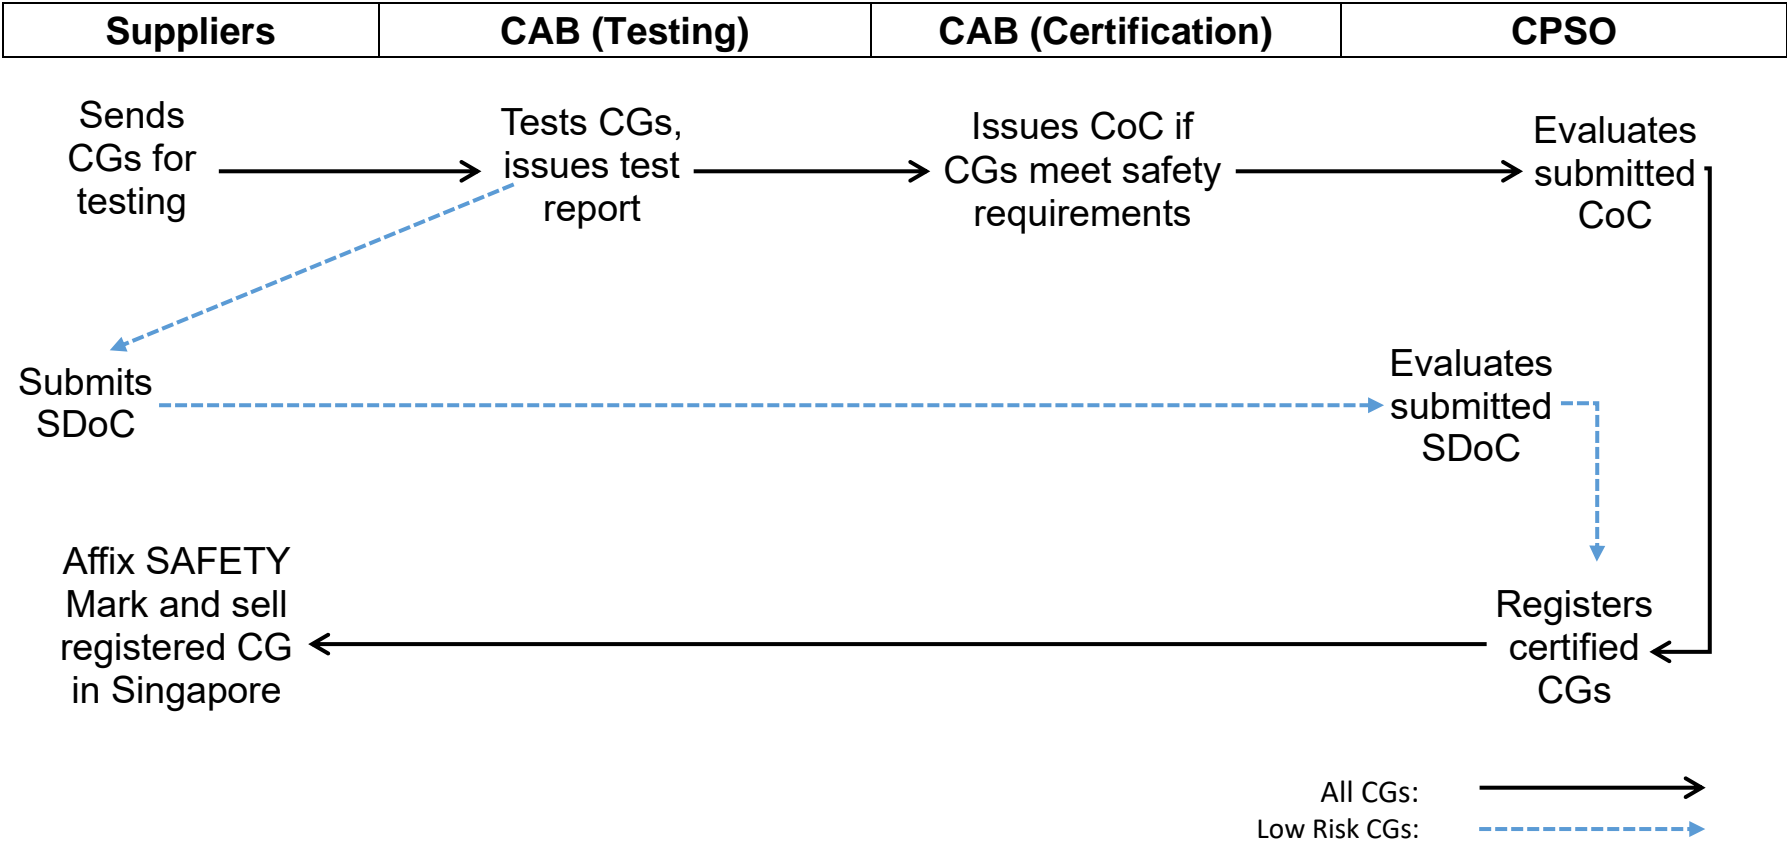 Suppliers
CAB (Testing)
CAB (Certification)
CPSO
Sends
CGs for
testing
Tests CGs,
issues test
report
Issues CoC if
CGs meet safety
requirements
Evaluates
submitted
CoC
Submits
SDoC
Evaluates
submitted
SDoC
Affix SAFETY
Mark and sell
registered CG
in Singapore
Registers
certified
CGs
All CGs:
Low Risk CGs: